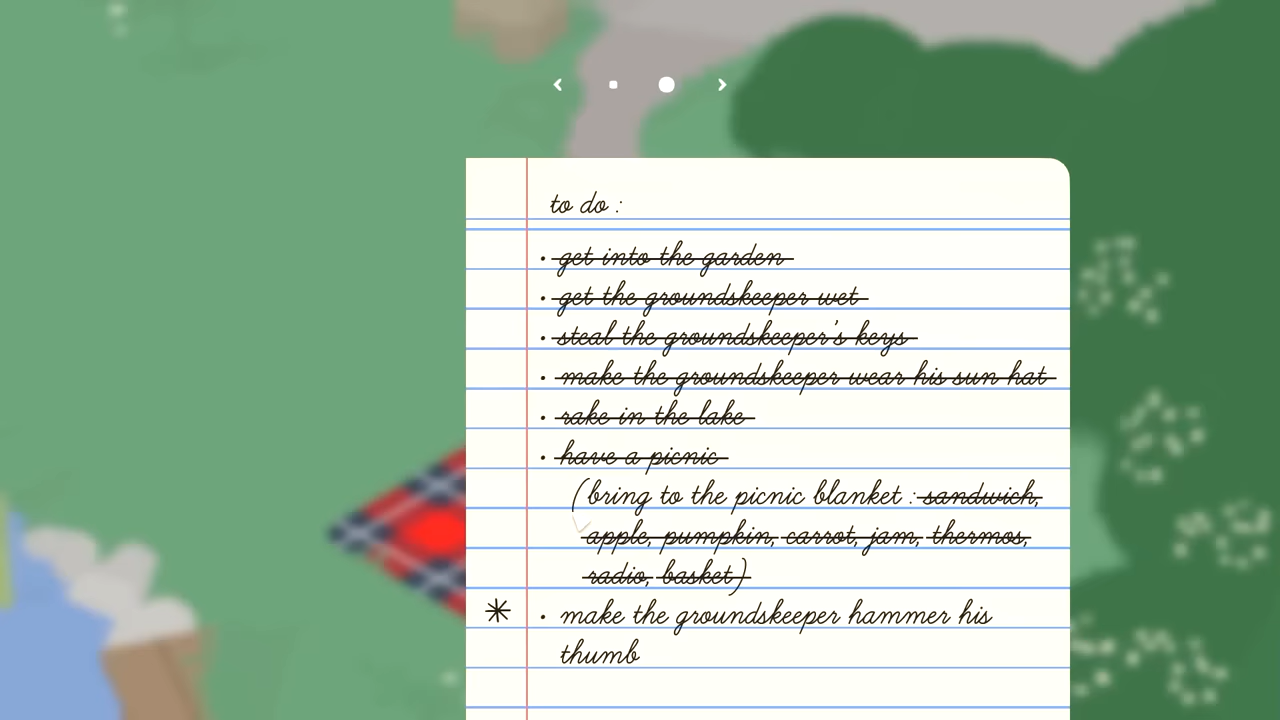 to do :
• get into the garden
• get the groundskeeper wet
• steal the groundskeeper's keys
• make the groundskeeper wear his sun hat
• rake in the lake
• have a picnic
(bring to the picnic blanket : sandwich,
apple, pumpkin, carrot, jam, thermos,
radio, basket)
• make the groundskeeper hammer his
thumb